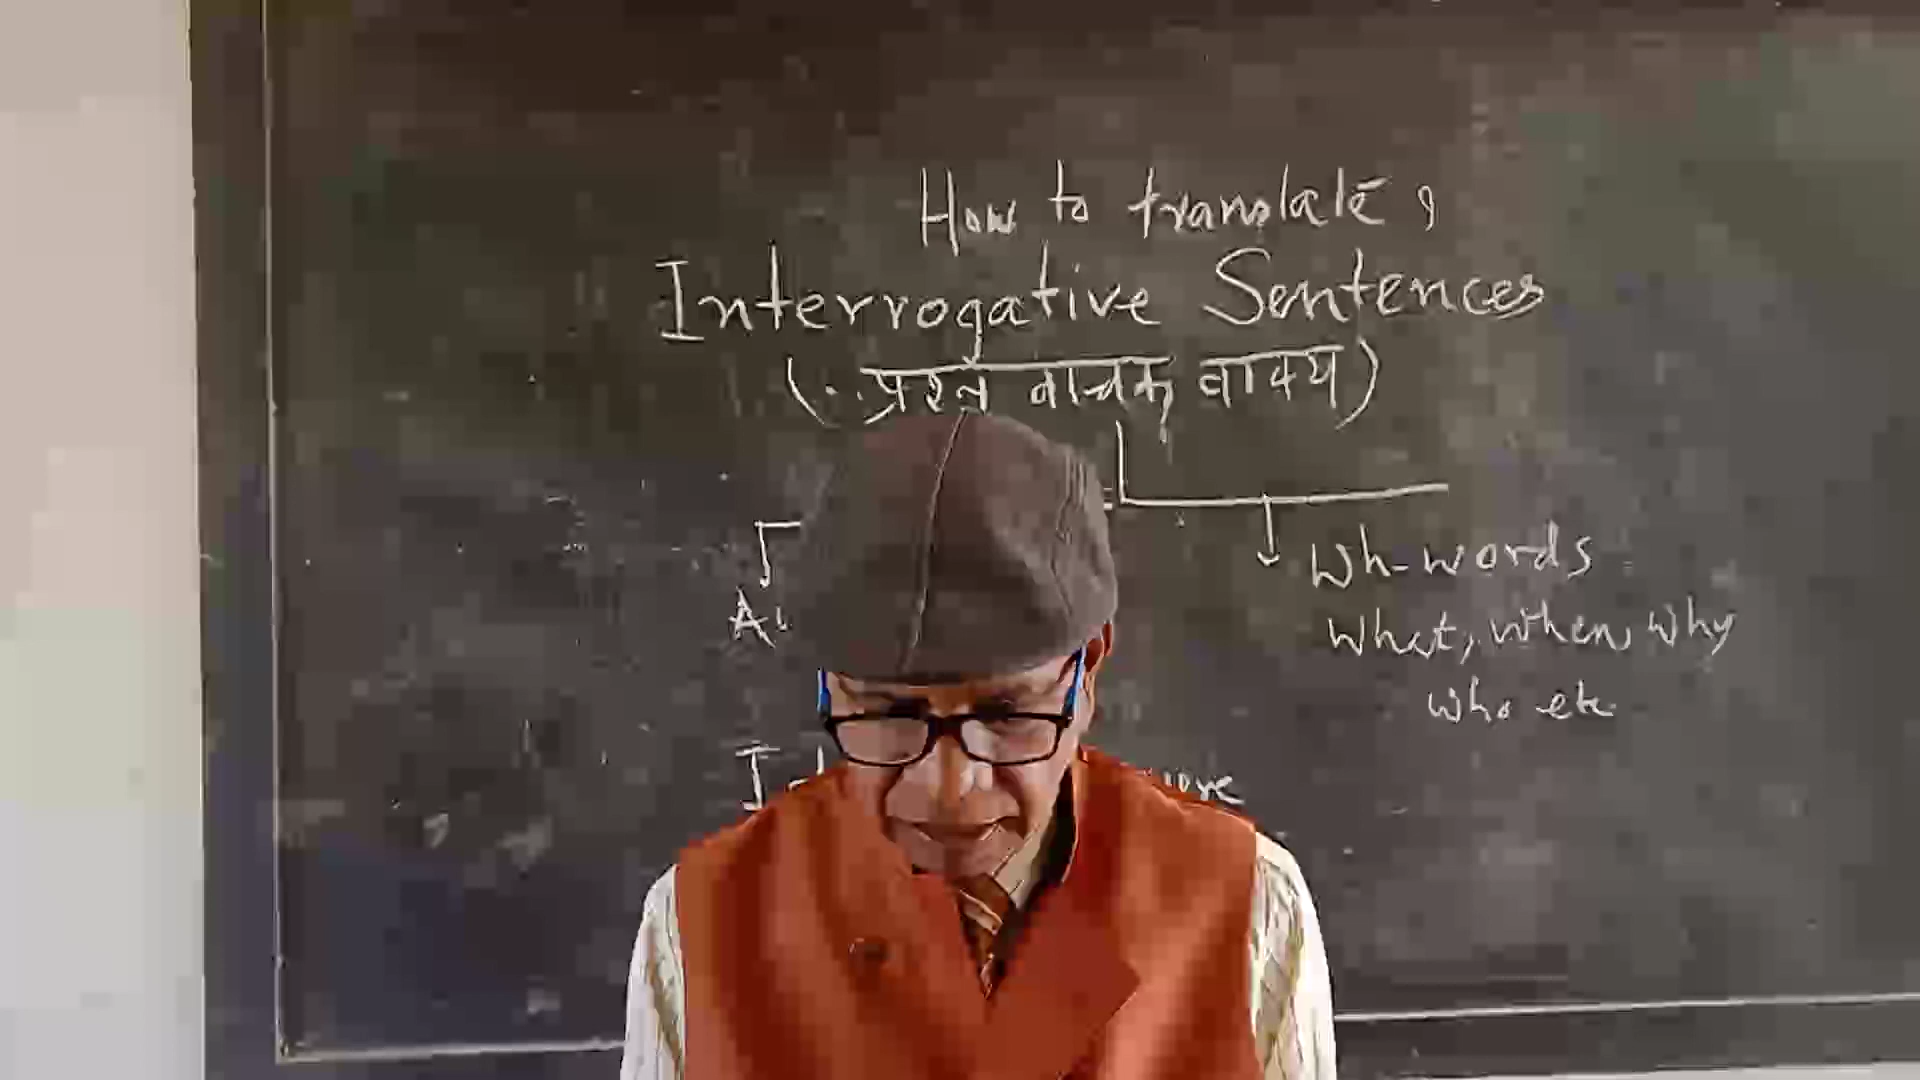 How to translate
Interrogative Sentences
(प्रश्न वाचक वाक्य)
Wh-words
What, when, why
who etc